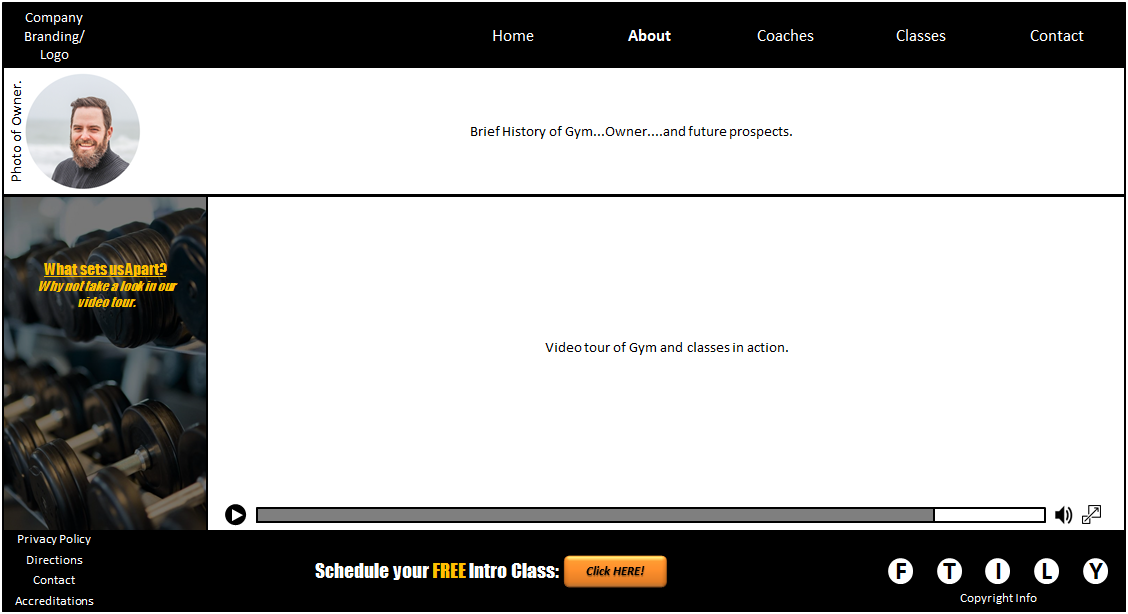 Company
Branding/
Logo
Home
About
Coaches
Classes
Contact
Photo of Owner.
Brief History of Gym...Owner....and future prospects.
What sets usApart?
Why not take a look in our
video tour.
Video tour of Gym and classes in action.
Privacy Policy
Directions
Contact
Accreditations
Schedule your FREE Intro Class:
Click HERE!
F T I L Y
Copyright Info